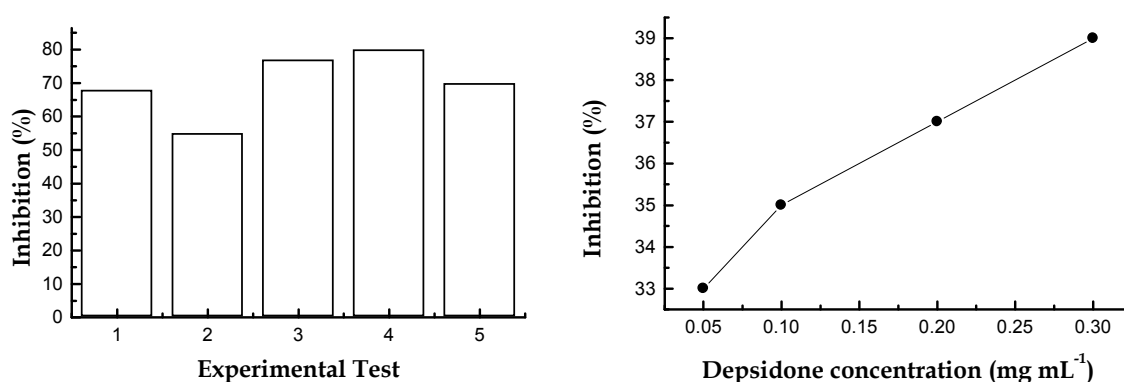 80
70
60
50
40
30
20
10
0
Inhibition (%)
1 2 3 4 5
Experimental Test
39
38
37
36
35
34
33
Inhibition (%)
0.05 0.10 0.15 0.20 0.25 0.30
Depsidone concentration (mg mL⁻¹)